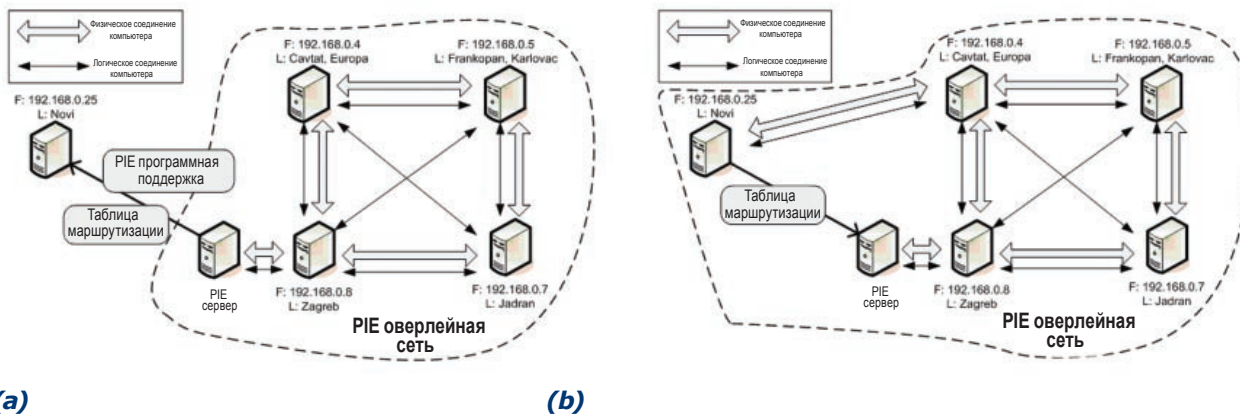 Физическое соединение
компьютера
Логическое соединение
компьютера
F: 192.168.0.25
L: Novi
F: 192.168.0.4
L: Cavtat, Europa
F: 192.168.0.5
L: Frankopan, Karlovac
PIE программная
поддержка
Таблица
маршрутизации
PIE
сервер
F: 192.168.0.8
L: Zagreb
F: 192.168.0.7
L: Jadran
PIE оверлейная
сеть
(a)
Физическое соединение
компьютера
Логическое соединение
компьютера
F: 192.168.0.25
L: Novi
F: 192.168.0.4
L: Cavtat, Europa
F: 192.168.0.5
L: Frankopan, Karlovac
Таблица
маршрутизации
PIE
сервер
F: 192.168.0.8
L: Zagreb
F: 192.168.0.7
L: Jadran
PIE оверлейная
сеть
(b)